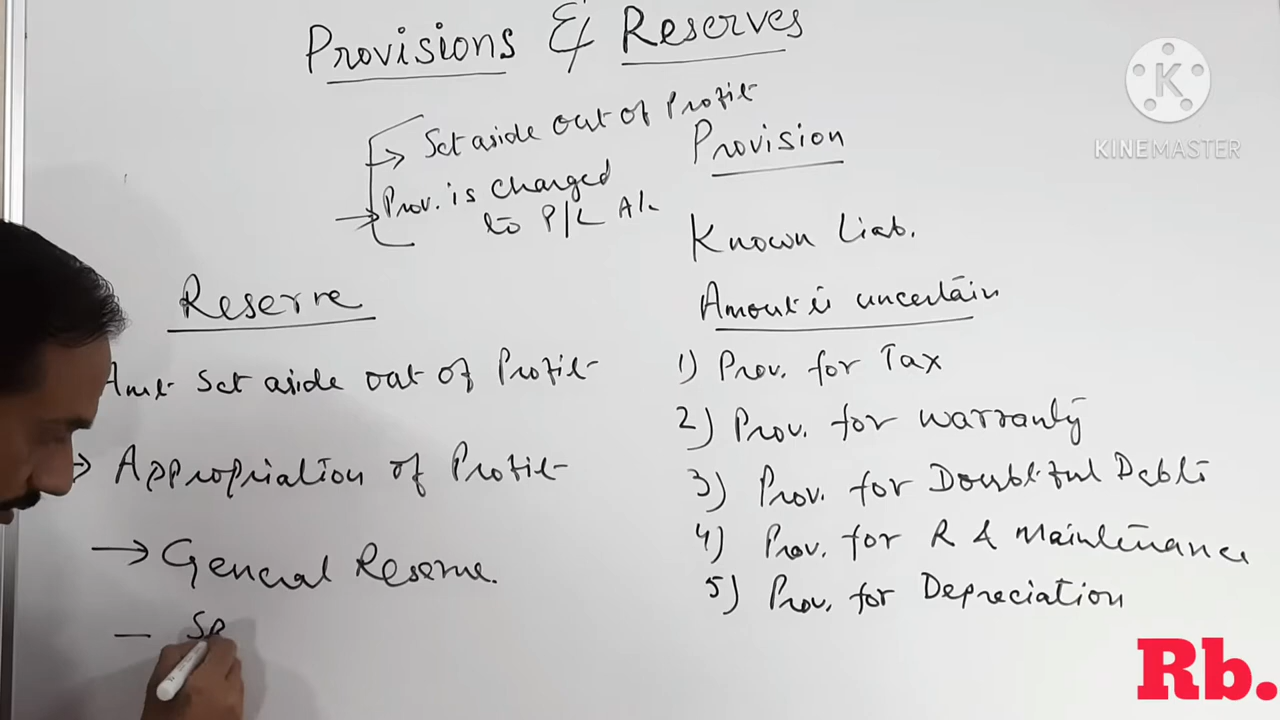 Provisions & Reserves
Set aside out of Profit
Prov. is charged
to P/L A/c
Reserve
Amt Set aside out of Profit
Appropriation of Profit
General Reserve.
Provision
Known Liab.
Amount is uncertain
1) Prov. for Tax
2) Prov. for warranty
3) Prov. for Doubtful Debts
4) Prov. for R & Maintenance
5) Prov. for Depreciation
KINEMASTER
Rb.